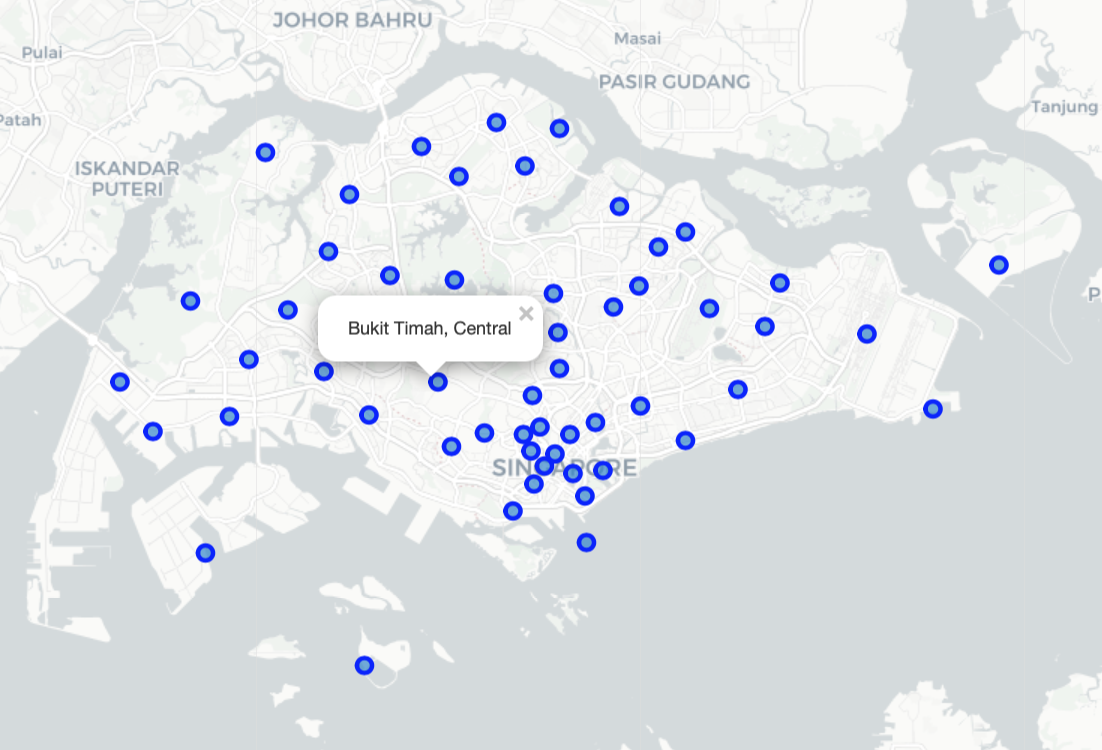 JOHOR BAHRU
Masai
Pulai
PASIR GUDANG
Tanjung
Patah
ISKANDAR
PUTERI
Bukit Timah, Central
×
SINGAPORE
P